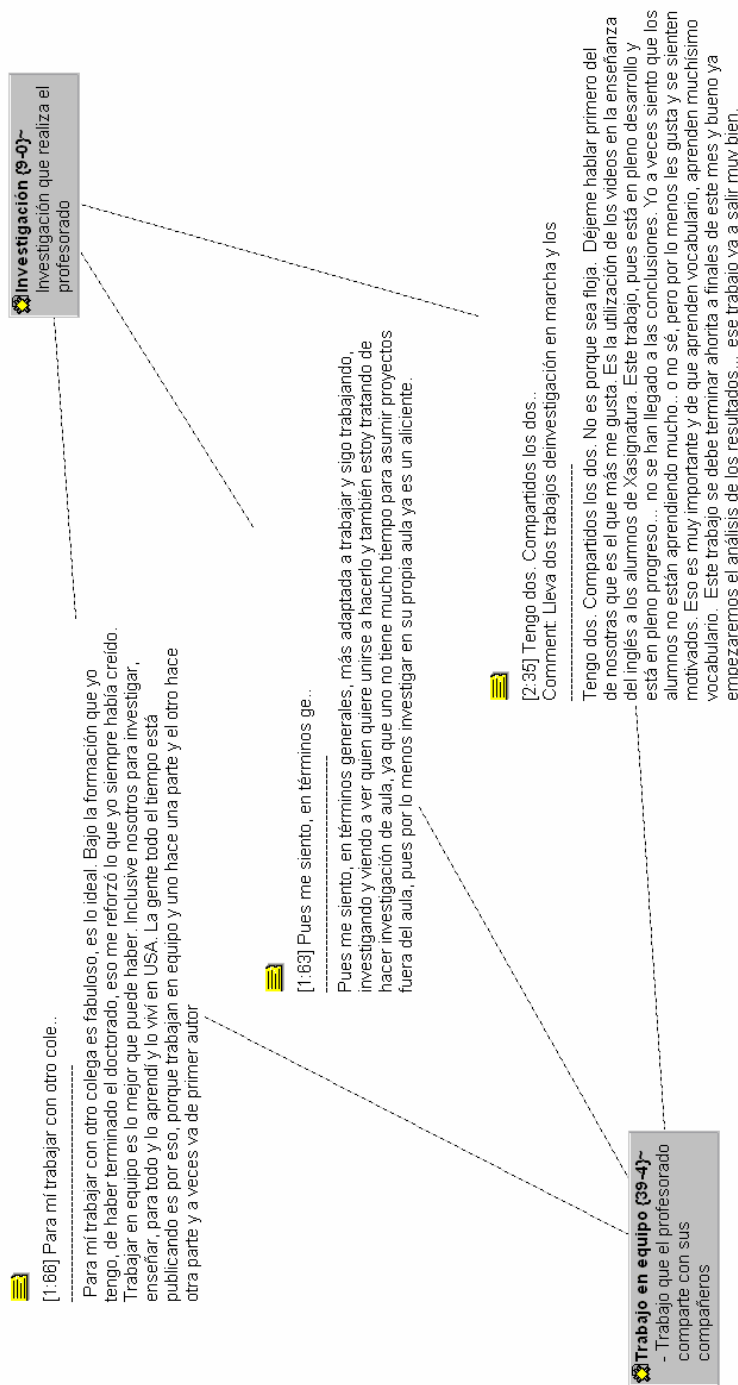 [1:66] Para mí trabajar con otro cole..
Para mí trabajar con otro colega es fabuloso, es lo ideal. Bajo la formación que yo
tengo, de haber terminado el doctorado, eso me reforzó lo que yo siempre había creído.
Trabajar en equipo es lo mejor que puede haber. Inclusive nosotros para investigar,
enseñar, para todo y lo aprendí y lo viví en USA. La gente todo el tiempo está
publicando es por eso, porque trabajan en equipo y uno hace una parte y el otro hace
otra parte y a veces va de primer autor
Investigación {9-0}~
Investigación que realiza el
profesorado
[1:63] Pues me siento, en términos ge..
Pues me siento, en términos generales, más adaptada a trabajar y sigo trabajando,
investigando y viendo a ver quien quiere unirse a hacerlo y también estoy tratando de
hacer investigación de aula, ya que uno no tiene mucho tiempo para asumir proyectos
fuera del aula, pues por lo menos investigar en su propia aula ya es un aliciente.
[2:35] Tengo dos. Compartidos los dos..
Comment: Lleva dos trabajos deinvestigación en marcha y los
Tengo dos. Compartidos los dos. No es porque sea floja.  Déjeme hablar primero del
de nosotras que es el que más me gusta. Es la utilización de los videos en la enseñanza
del inglés a los alumnos de Xasignatura. Este trabajo, pues está en pleno desarrollo y
está en pleno progreso... no se han llegado a las conclusiones. Yo a veces siento que los
alumnos no están aprendiendo mucho.. o no sé, pero por lo menos les gusta y se sienten
motivados. Eso es muy importante y de que aprenden vocabulario, aprenden muchísimo
vocabulario. Este trabajo se debe terminar ahorita a finales de este mes y bueno ya
empezaremos el análisis de los resultados... ese trabajo va a salir muy bien.
Trabajo en equipo {39-4}~
- Trabajo que el profesorado
comparte con sus
compañeros